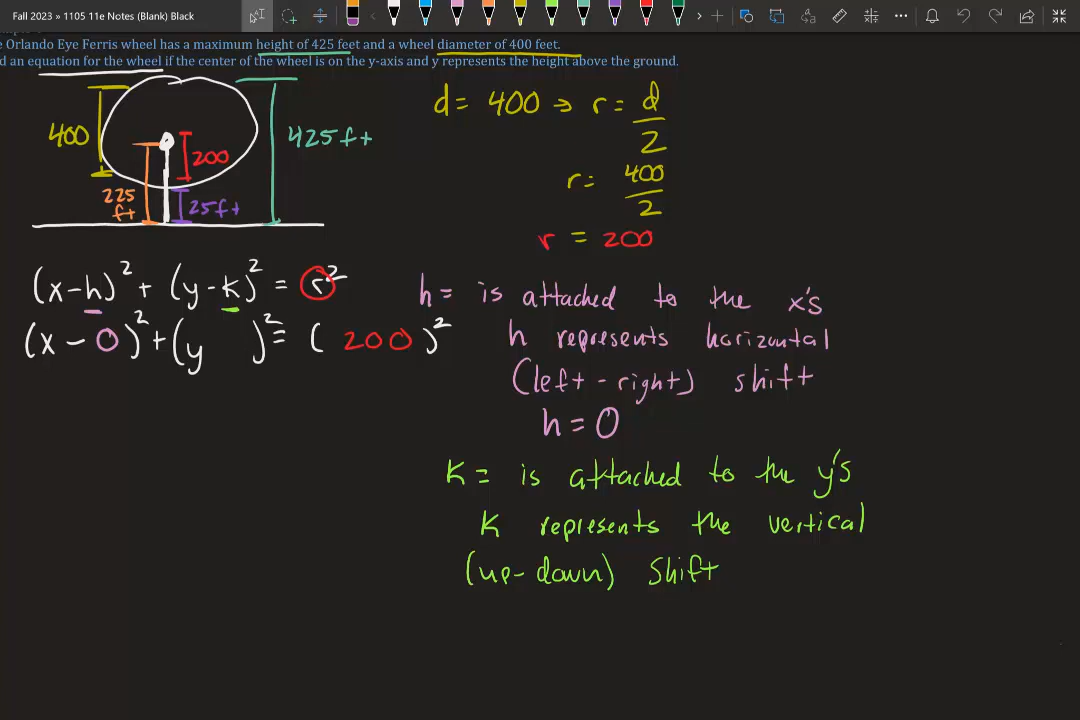 Fall 2023 » 1105 11e Notes (Blank) Black
Orlando Eye Ferris wheel has a maximum height of 425 feet and a wheel diameter of 400 feet.
an equation for the wheel if the center of the wheel is on the y-axis and y represents the height above the ground.
400
200
425ft
225 ft
25ft
d = 400 → r = d/2
r = 400/2
r = 200
(x-h)² + (y-k)² = r²
(x-0)² + (y )² = (200)²
h = is attached to the x's
h represents horizontal
(left-right) shift
h = 0
K = is attached to the y's
K represents the vertical
(up-down) shift